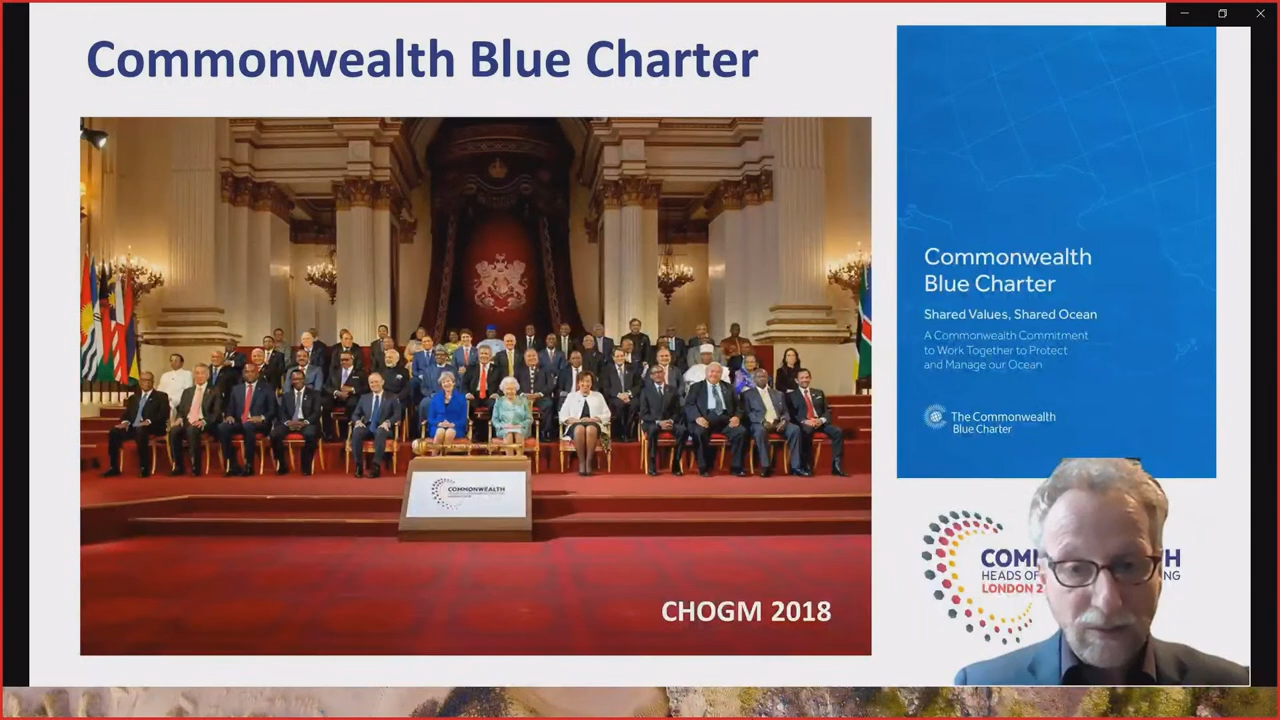 Commonwealth Blue Charter
COMMONWEALTH
CHOGM 2018
Commonwealth
Blue Charter
Shared Values, Shared Ocean
A Commonwealth Commitment
to Work Together to Protect
and Manage our Ocean
The Commonwealth
Blue Charter
HEADS OF
LONDON 2